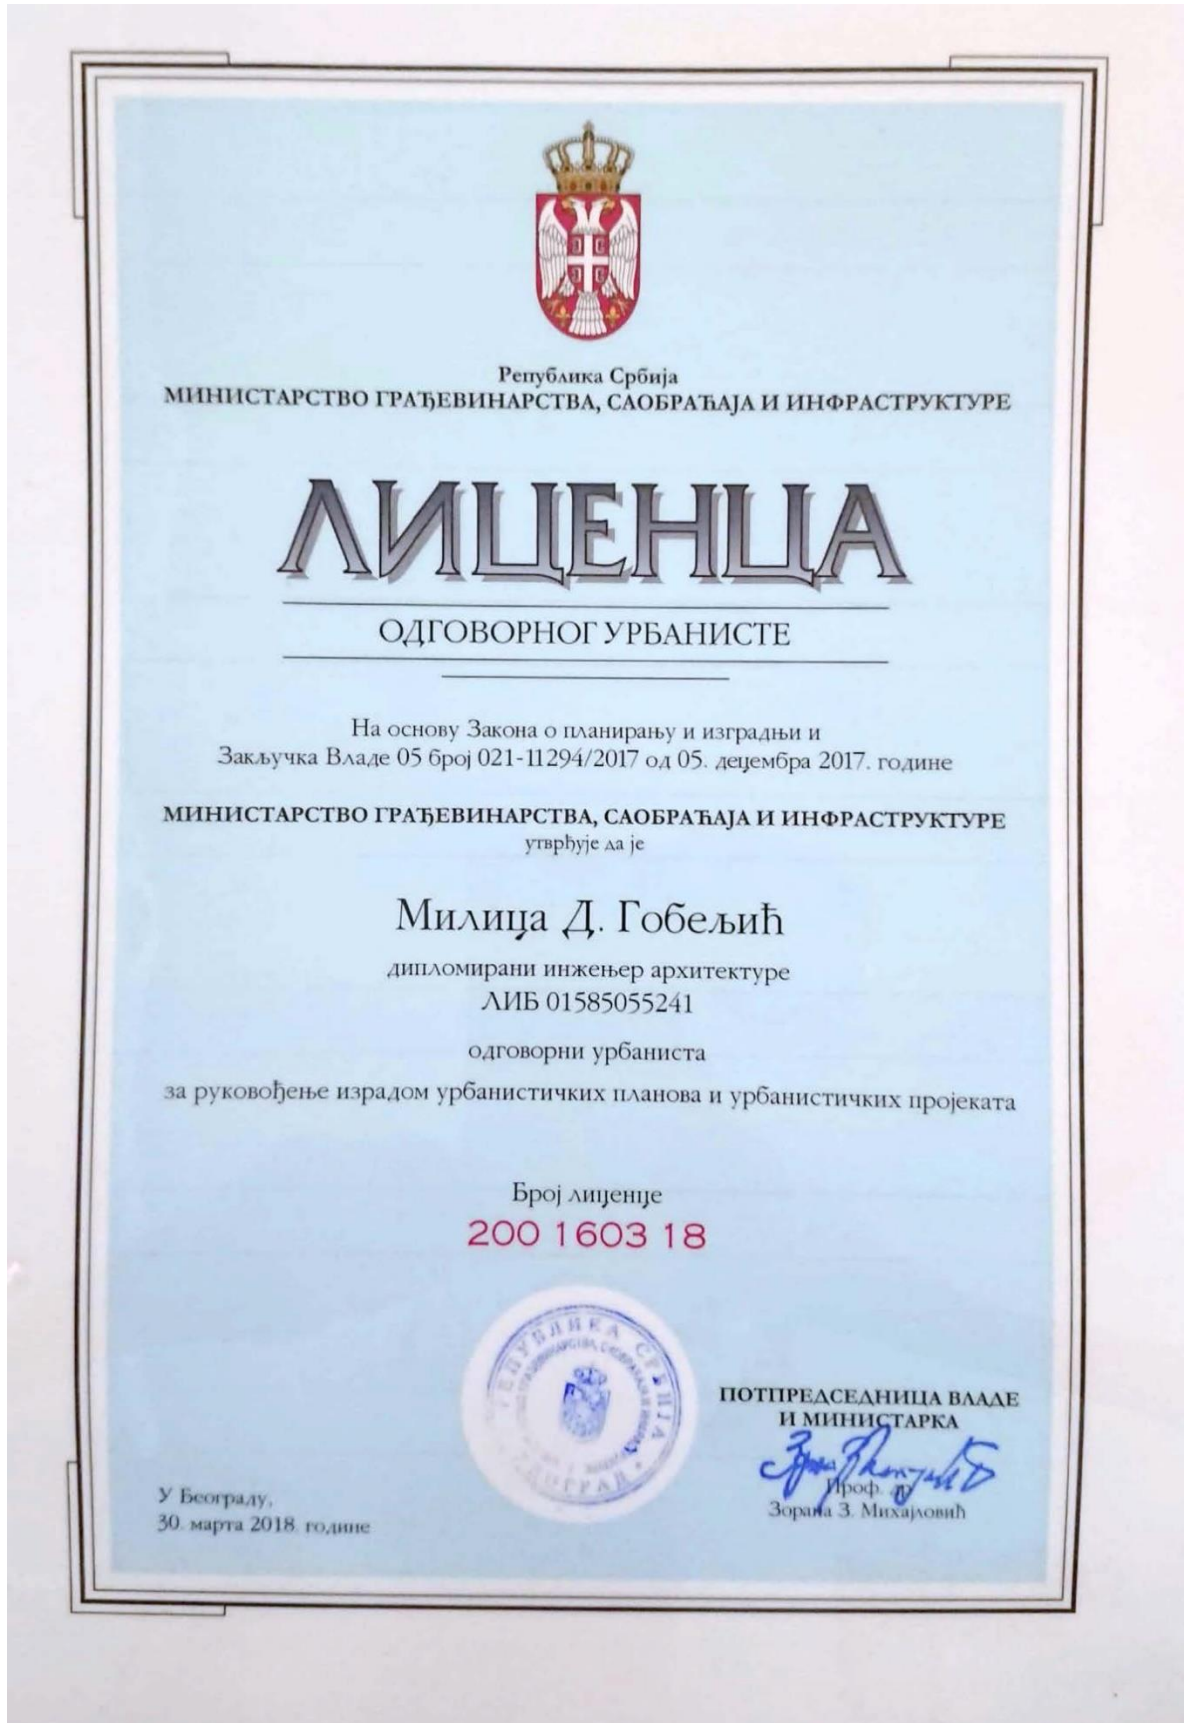 Република Србија
МИНИСТАРСТВО ГРАЂЕВИНАРСТВА, САОБРАЋАЈА И ИНФРАСТРУКТУРЕ
ЛИЦЕНЦА
ОДГОВОРНОГ УРБАНИСТЕ
На основу Закона о планирању и изградњи и
Закључка Владе 05 број 021-11294/2017 од 05. децембра 2017. године
МИНИСТАРСТВО ГРАЂЕВИНАРСТВА, САОБРАЋАЈА И ИНФРАСТРУКТУРЕ
утврђује да је
Милица Д. Гобељић
дипломирани инжењер архитектуре
ЛИБ 01585055241
одговорни урбаниста
за руковођење израдом урбанистичких планова и урбанистичких пројеката
Број лиценце
200 1603 18
РЕПУБЛИКА СРБИЈА
БЕОГРАД
ПОТПРЕДСЕДНИЦА ВЛАДЕ
И МИНИСТАРКА
Проф. др
Зорана З. Михајловић
У Београду,
30. марта 2018. године